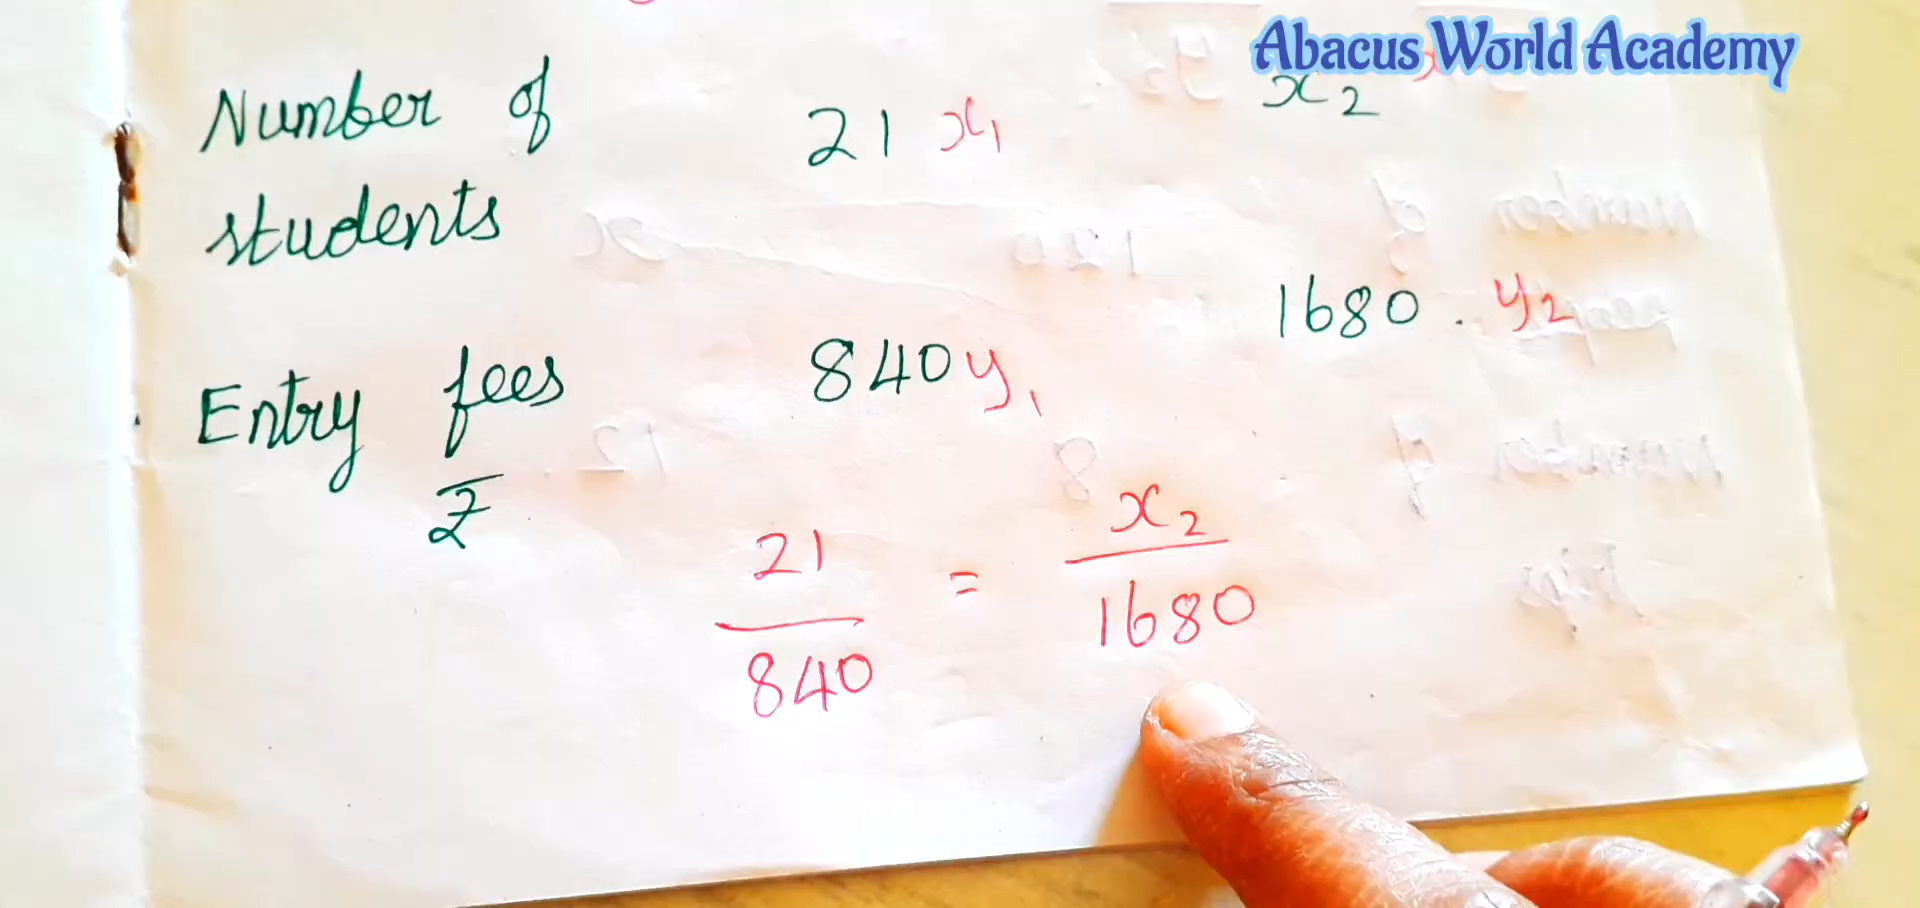 Abacus World Academy
Number of students 21 x₁ x₂
Entry fees ₹ 840 y₁ 1680 . y₂
21/840 = x₂/1680